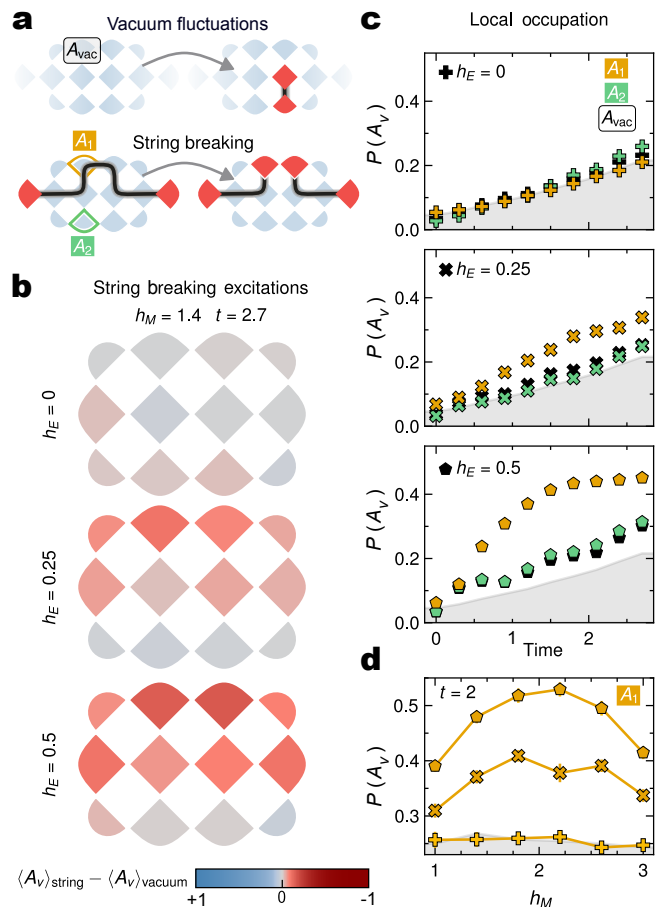 a
Vacuum fluctuations
A_vac
String breaking
A_1
A_2
b
String breaking excitations
h_M = 1.4 t = 2.7
h_E = 0
h_E = 0.25
h_E = 0.5
⟨A_v⟩string − ⟨A_v⟩vacuum
+1 0 -1
c
Local occupation
h_E = 0
A_1
A_2
A_vac
P(A_v)
0.4
0.2
0.0
h_E = 0.25
P(A_v)
0.4
0.2
0.0
h_E = 0.5
P(A_v)
0.4
0.2
0.0
0 1 2
Time
d
t = 2
A_1
P(A_v)
0.5
0.4
0.3
1 2 3
h_M